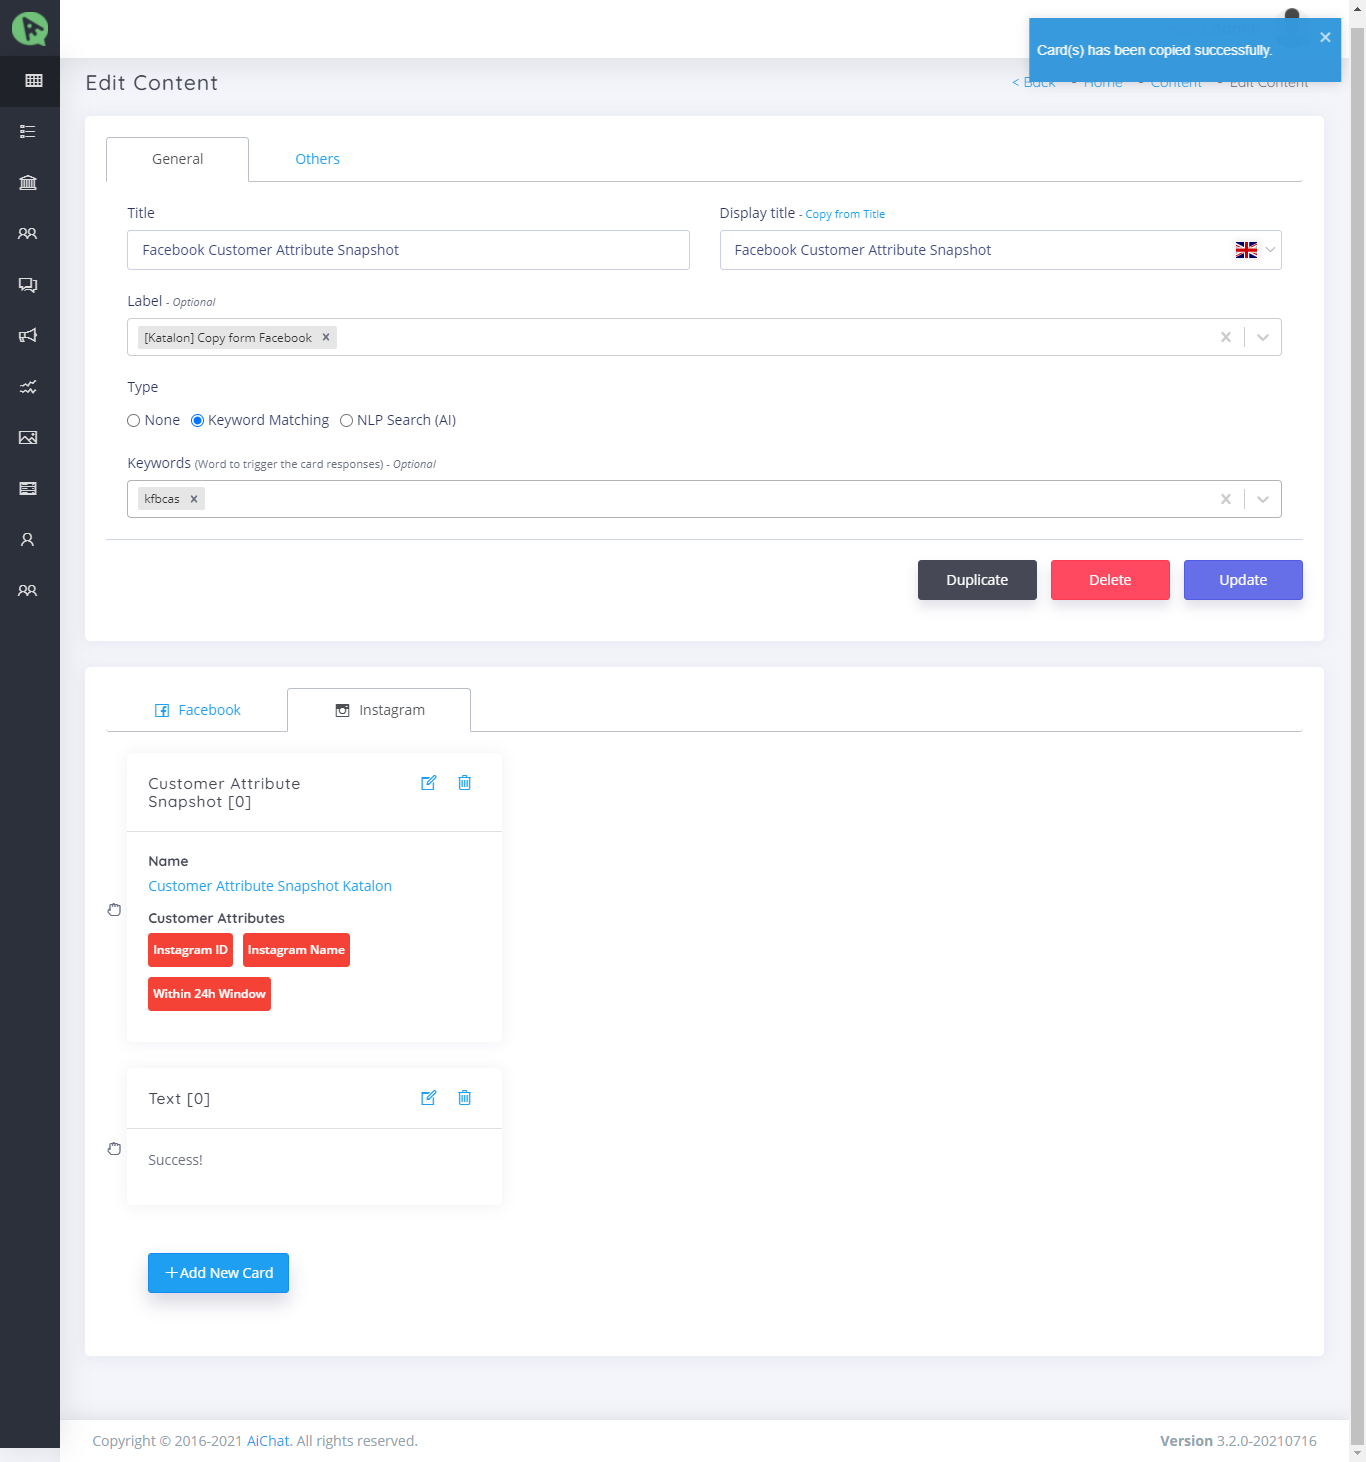 Card(s) has been copied successfully. ×
Edit Content
< Back - Home - Content - Edit Content
General
Others
Title
Display title - Copy from Title
Facebook Customer Attribute Snapshot
Facebook Customer Attribute Snapshot
Label - Optional
[Katalon] Copy form Facebook ×
Type
None Keyword Matching NLP Search (AI)
Keywords (Word to trigger the card responses) - Optional
kfbcas ×
Duplicate
Delete
Update
Facebook
Instagram
Customer Attribute
Snapshot [0]
Name
Customer Attribute Snapshot Katalon
Customer Attributes
Instagram ID Instagram Name
Within 24h Window
Text [0]
Success!
+Add New Card
Copyright © 2016-2021 AiChat. All rights reserved.
Version 3.2.0-20210716